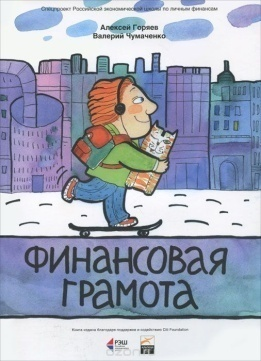 Спецпроект Российской экономической школы по личным финансам
Алексей Горяев
Валерий Чумаченко
ФИНАНСОВАЯ
ГРАМОТА
Книга издана благодаря поддержке и содействию Citi Foundation
РЭШ